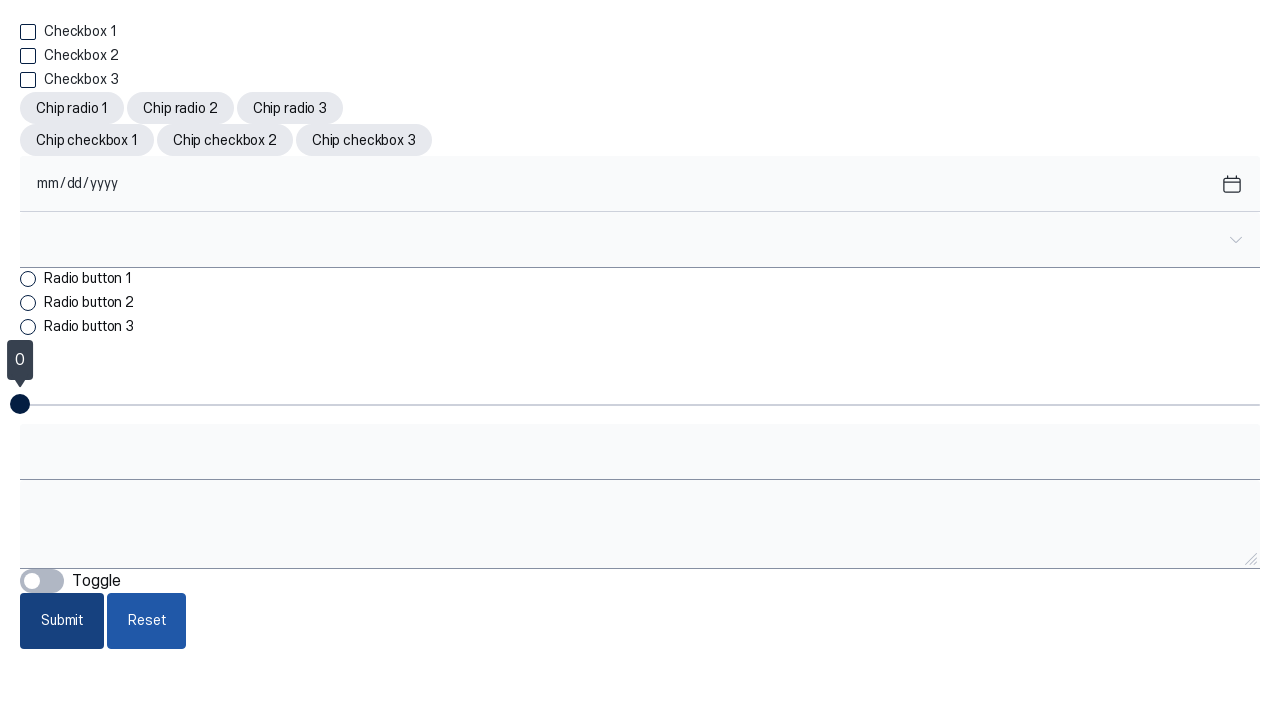 Checkbox 1
Checkbox 2
Checkbox 3
Chip radio 1 Chip radio 2 Chip radio 3
Chip checkbox 1 Chip checkbox 2 Chip checkbox 3
mm/dd/yyyy
Radio button 1
Radio button 2
Radio button 3
0
Toggle
Submit Reset